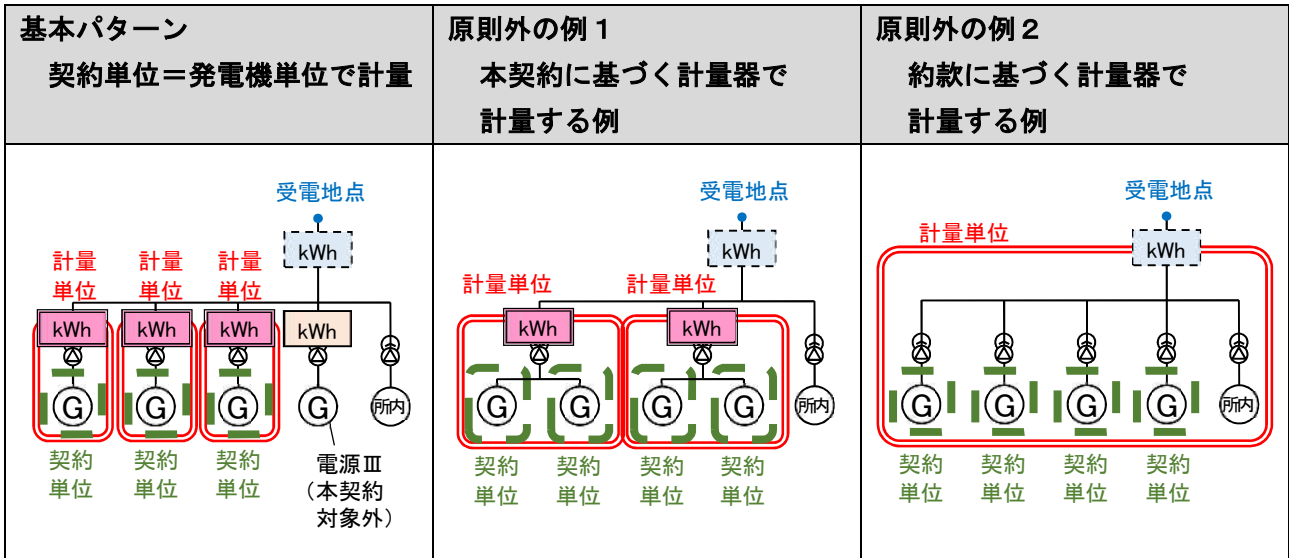 基本パターン
契約単位=発電機単位で計量
原則外の例1
本契約に基づく計量器で
計量する例
原則外の例2
約款に基づく計量器で
計量する例
受電地点
kWh
計量
単位
計量
単位
計量
単位
kWh
kWh
kWh
kWh
G
G
G
G
所内
契約
単位
契約
単位
契約
単位
電源Ⅲ
(本契約
対象外)
受電地点
kWh
計量単位
計量単位
kWh
kWh
G
G
G
G
所内
契約
単位
契約
単位
契約
単位
契約
単位
受電地点
計量単位
kWh
G
G
G
G
所内
契約
単位
契約
単位
契約
単位
契約
単位